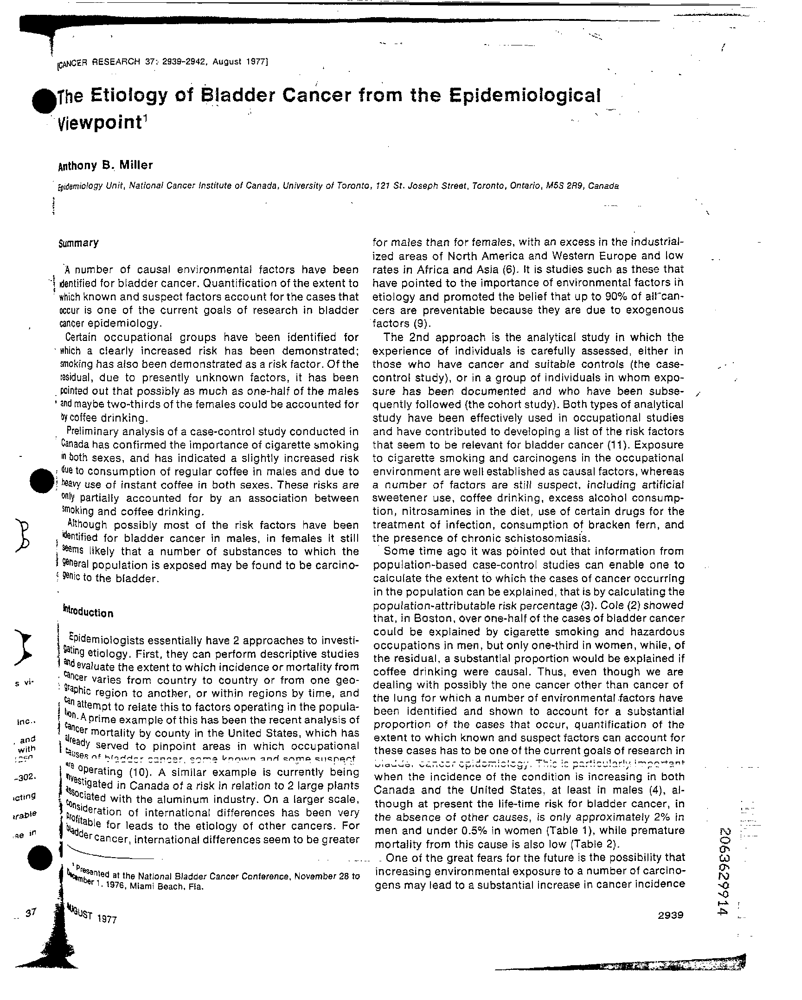 [CANCER RESEARCH 37: 2939-2942, August 1977]
The Etiology of Bladder Cancer from the Epidemiological
Viewpoint¹
Anthony B. Miller
Epidemiology Unit, National Cancer Institute of Canada, University of Toronto, 121 St. Joseph Street, Toronto, Ontario, M5S 2R9, Canada
Summary
A number of causal environmental factors have been
identified for bladder cancer. Quantification of the extent to
which known and suspect factors account for the cases that
occur is one of the current goals of research in bladder
cancer epidemiology.
Certain occupational groups have been identified for
which a clearly increased risk has been demonstrated;
smoking has also been demonstrated as a risk factor. Of the
residual, due to presently unknown factors, it has been
pointed out that possibly as much as one-half of the males
and maybe two-thirds of the females could be accounted for
by coffee drinking.
Preliminary analysis of a case-control study conducted in
Canada has confirmed the importance of cigarette smoking
in both sexes, and has indicated a slightly increased risk
due to consumption of regular coffee in males and due to
heavy use of instant coffee in both sexes. These risks are
only partially accounted for by an association between
smoking and coffee drinking.
Although possibly most of the risk factors have been
identified for bladder cancer in males, in females it still
seems likely that a number of substances to which the
general population is exposed may be found to be carcino-
genic to the bladder.
Introduction
Epidemiologists essentially have 2 approaches to investi-
gating etiology. First, they can perform descriptive studies
and evaluate the extent to which incidence or mortality from
cancer varies from country to country or from one geo-
graphic region to another, or within regions by time, and
can attempt to relate this to factors operating in the popula-
tion. A prime example of this has been the recent analysis of
cancer mortality by county in the United States, which has
already served to pinpoint areas in which occupational
causes of bladder cancer, some known and some suspect,
are operating (10). A similar example is currently being
investigated in Canada of a risk in relation to 2 large plants
associated with the aluminum industry. On a larger scale,
consideration of international differences has been very
profitable for leads to the etiology of other cancers. For
bladder cancer, international differences seem to be greater
¹ Presented at the National Bladder Cancer Conference, November 28 to
December 1, 1976, Miami Beach, Fla.
AUGUST 1977
for males than for females, with an excess in the industrial-
ized areas of North America and Western Europe and low
rates in Africa and Asia (6). It is studies such as these that
have pointed to the importance of environmental factors in
etiology and promoted the belief that up to 90% of all can-
cers are preventable because they are due to exogenous
factors (9).
The 2nd approach is the analytical study in which the
experience of individuals is carefully assessed, either in
those who have cancer and suitable controls (the case-
control study), or in a group of individuals in whom expo-
sure has been documented and who have been subse-
quently followed (the cohort study). Both types of analytical
study have been effectively used in occupational studies
and have contributed to developing a list of the risk factors
that seem to be relevant for bladder cancer (11). Exposure
to cigarette smoking and carcinogens in the occupational
environment are well established as causal factors, whereas
a number of factors are still suspect, including artificial
sweetener use, coffee drinking, excess alcohol consump-
tion, nitrosamines in the diet, use of certain drugs for the
treatment of infection, consumption of bracken fern, and
the presence of chronic schistosomiasis.
Some time ago it was pointed out that information from
population-based case-control studies can enable one to
calculate the extent to which the cases of cancer occurring
in the population can be explained, that is by calculating the
population-attributable risk percentage (3). Cole (2) showed
that, in Boston, over one-half of the cases of bladder cancer
could be explained by cigarette smoking and hazardous
occupations in men, but only one-third in women, while, of
the residual, a substantial proportion would be explained if
coffee drinking were causal. Thus, even though we are
dealing with possibly the one cancer other than cancer of
the lung for which a number of environmental factors have
been identified and shown to account for a substantial
proportion of the cases that occur, quantification of the
extent to which known and suspect factors can account for
these cases has to be one of the current goals of research in
bladder cancer epidemiology. This is particularly important
when the incidence of the condition is increasing in both
Canada and the United States, at least in males (4), al-
though at present the life-time risk for bladder cancer, in
the absence of other causes, is only approximately 2% in
men and under 0.5% in women (Table 1), while premature
mortality from this cause is also low (Table 2).
One of the great fears for the future is the possibility that
increasing environmental exposure to a number of carcino-
gens may lead to a substantial increase in cancer incidence
2939
2063629914
s vi-
inc.,
and
with
-302.
acting
irable
37